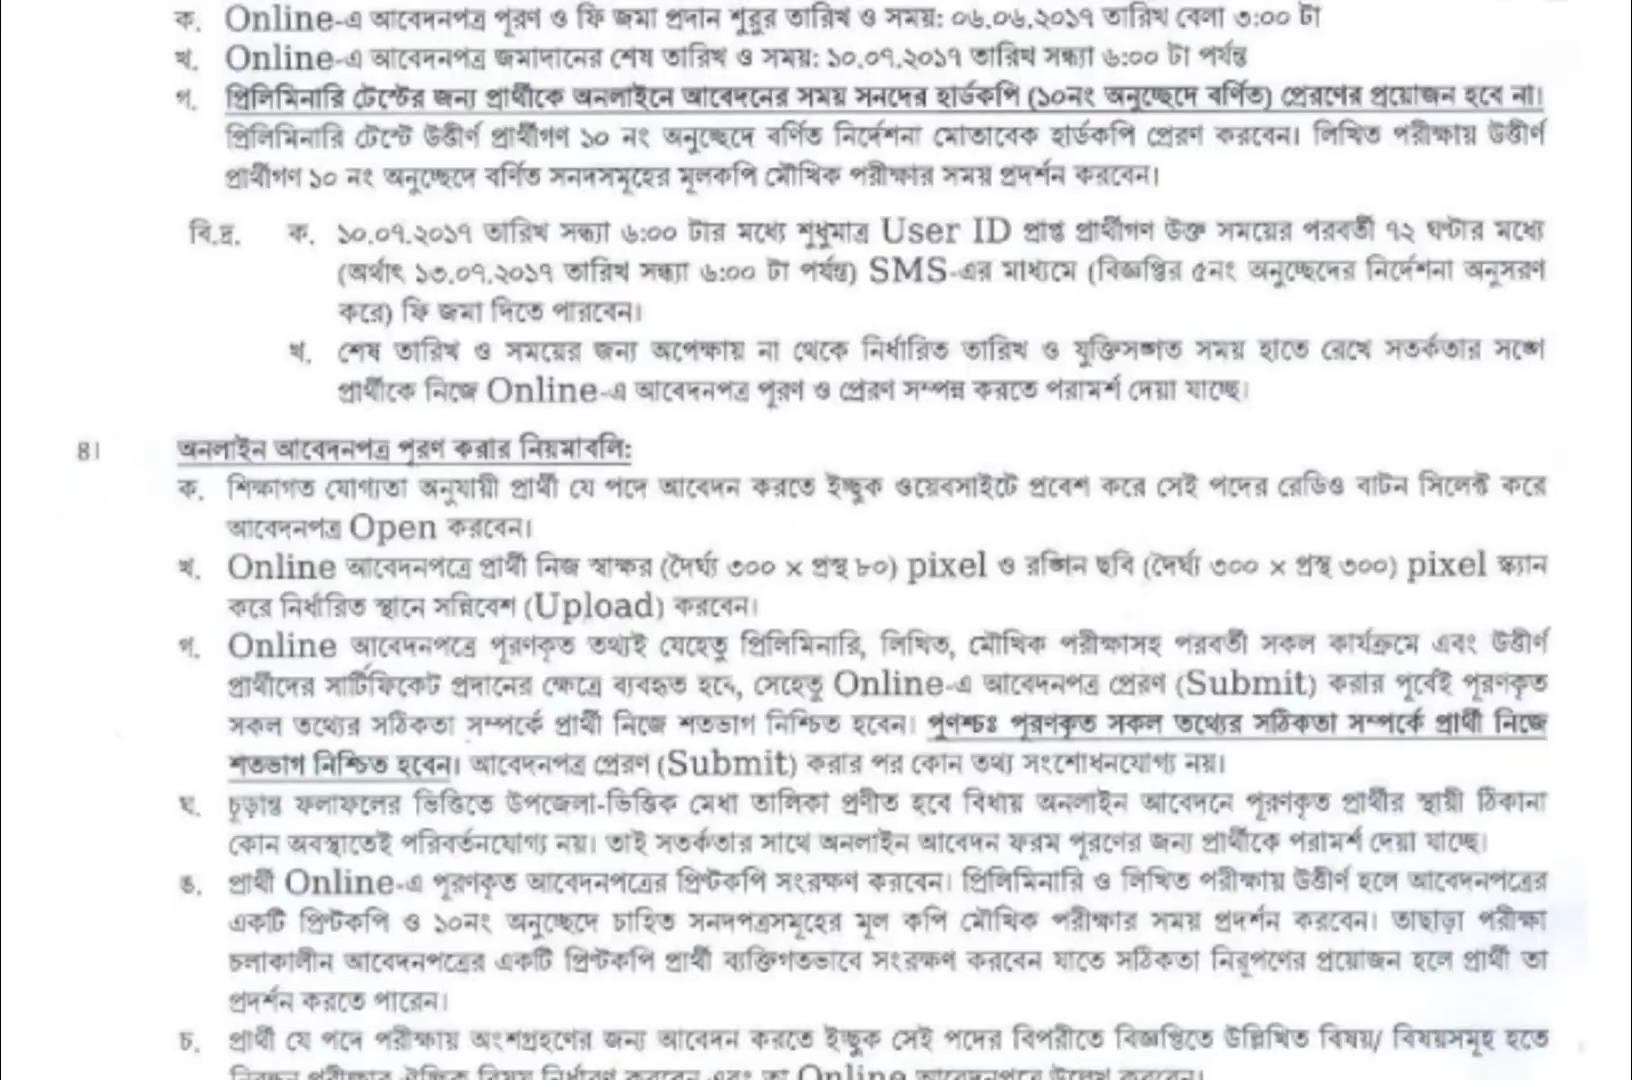 ক. Online-এ আবেদনপত্র পূরণ ও ফি জমা প্রদান শুরুর তারিখ ও সময়: ০৬.০৬.২০১৭ তারিখ বেলা ৩:০০ টা
খ. Online-এ আবেদনপত্র জমাদানের শেষ তারিখ ও সময়: ১০.০৭.২০১৭ তারিখ সন্ধ্যা ৬:০০ টা পর্যন্ত
গ. প্রিলিমিনারি টেস্টের জন্য প্রার্থীকে অনলাইনে আবেদনের সময় সনদের হার্ডকপি (১০নং অনুচ্ছেদে বর্ণিত) প্রেরণের প্রয়োজন হবে না।
প্রিলিমিনারি টেস্টে উত্তীর্ণ প্রার্থীগণ ১০ নং অনুচ্ছেদে বর্ণিত নির্দেশনা মোতাবেক হার্ডকপি প্রেরণ করবেন। লিখিত পরীক্ষায় উত্তীর্ণ
প্রার্থীগণ ১০ নং অনুচ্ছেদে বর্ণিত সনদসমূহের মূলকপি মৌখিক পরীক্ষার সময় প্রদর্শন করবেন।
বি.দ্র. ক. ১০.০৭.২০১৭ তারিখ সন্ধ্যা ৬:০০ টার মধ্যে শুধুমাত্র User ID প্রাপ্ত প্রার্থীগণ উক্ত সময়ের পরবর্তী ৭২ ঘণ্টার মধ্যে
(অর্থাৎ ১৩.০৭.২০১৭ তারিখ সন্ধ্যা ৬:০০ টা পর্যন্ত) SMS-এর মাধ্যমে (বিজ্ঞপ্তির ৫নং অনুচ্ছেদের নির্দেশনা অনুসরণ
করে) ফি জমা দিতে পারবেন।
খ. শেষ তারিখ ও সময়ের জন্য অপেক্ষায় না থেকে নির্ধারিত তারিখ ও যুক্তিসঙ্গত সময় হাতে রেখে সতর্কতার সঙ্গে
প্রার্থীকে নিজে Online-এ আবেদনপত্র পূরণ ও প্রেরণ সম্পন্ন করতে পরামর্শ দেয়া যাচ্ছে।
৪। অনলাইন আবেদনপত্র পূরণ করার নিয়মাবলি:
ক. শিক্ষাগত যোগ্যতা অনুযায়ী প্রার্থী যে পদে আবেদন করতে ইচ্ছুক ওয়েবসাইটে প্রবেশ করে সেই পদের রেডিও বাটন সিলেক্ট করে
আবেদনপত্র Open করবেন।
খ. Online আবেদনপত্রে প্রার্থী নিজ স্বাক্ষর (দৈর্ঘ্য ৩০০ x প্রস্থ ৮০) pixel ও রঙ্গিন ছবি (দৈর্ঘ্য ৩০০ x প্রস্থ ৩০০) pixel স্ক্যান
করে নির্ধারিত স্থানে সন্নিবেশ (Upload) করবেন।
গ. Online আবেদনপত্রে পূরণকৃত তথ্যই যেহেতু প্রিলিমিনারি, লিখিত, মৌখিক পরীক্ষাসহ পরবর্তী সকল কার্যক্রমে এবং উত্তীর্ণ
প্রার্থীদের সার্টিফিকেট প্রদানের ক্ষেত্রে ব্যবহৃত হবে, সেহেতু Online-এ আবেদনপত্র প্রেরণ (Submit) করার পূর্বেই পূরণকৃত
সকল তথ্যের সঠিকতা সম্পর্কে প্রার্থী নিজে শতভাগ নিশ্চিত হবেন। পুণশ্চঃ পূরণকৃত সকল তথ্যের সঠিকতা সম্পর্কে প্রার্থী নিজে
শতভাগ নিশ্চিত হবেন। আবেদনপত্র প্রেরণ (Submit) করার পর কোন তথ্য সংশোধনযোগ্য নয়।
ঘ. চূড়ান্ত ফলাফলের ভিত্তিতে উপজেলা-ভিত্তিক মেধা তালিকা প্রণীত হবে বিধায় অনলাইন আবেদনে পূরণকৃত প্রার্থীর স্থায়ী ঠিকানা
কোন অবস্থাতেই পরিবর্তনযোগ্য নয়। তাই সতর্কতার সাথে অনলাইন আবেদন ফরম পূরণের জন্য প্রার্থীকে পরামর্শ দেয়া যাচ্ছে।
ঙ. প্রার্থী Online-এ পূরণকৃত আবেদনপত্রের প্রিন্টকপি সংরক্ষণ করবেন। প্রিলিমিনারি ও লিখিত পরীক্ষায় উত্তীর্ণ হলে আবেদনপত্রের
একটি প্রিন্টকপি ও ১০নং অনুচ্ছেদে চাহিত সনদপত্রসমূহের মূল কপি মৌখিক পরীক্ষার সময় প্রদর্শন করবেন। তাছাড়া পরীক্ষা
চলাকালীন আবেদনপত্রের একটি প্রিন্টকপি প্রার্থী ব্যক্তিগতভাবে সংরক্ষণ করবেন যাতে সঠিকতা নিরূপণের প্রয়োজন হলে প্রার্থী তা
প্রদর্শন করতে পারেন।
চ. প্রার্থী যে পদে পরীক্ষায় অংশগ্রহণের জন্য আবেদন করতে ইচ্ছুক সেই পদের বিপরীতে বিজ্ঞপ্তিতে উল্লিখিত বিষয়/ বিষয়সমূহ হতে
নিবন্ধন পরীক্ষার ঐচ্ছিক বিষয় নির্ধারণ করবেন এবং তা Online আবেদনপত্রে উল্লেখ করবেন।